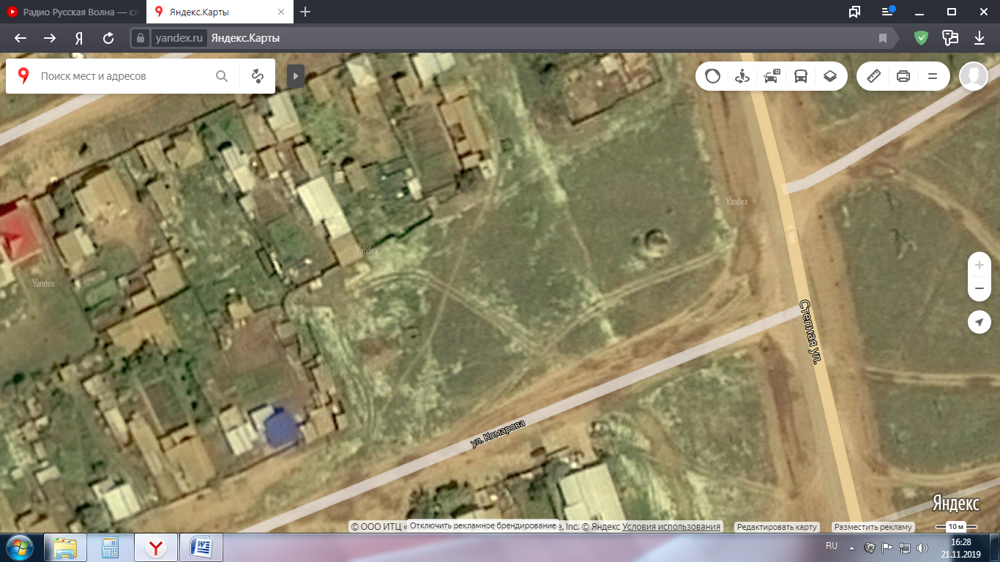 Радио Русская Волна — сл
Яндекс.Карты
Я
yandex.ru Яндекс.Карты
Поиск мест и адресов
Yandex
Yandex
Yandex
Степная ул.
ул. Комарова
Яндекс
© ООО ИТЦ « Отключить рекламное брендирование e, Inc. © Яндекс Условия использования
Редактировать карту
Разместить рекламу
10 м
RU
16:28
21.11.2019